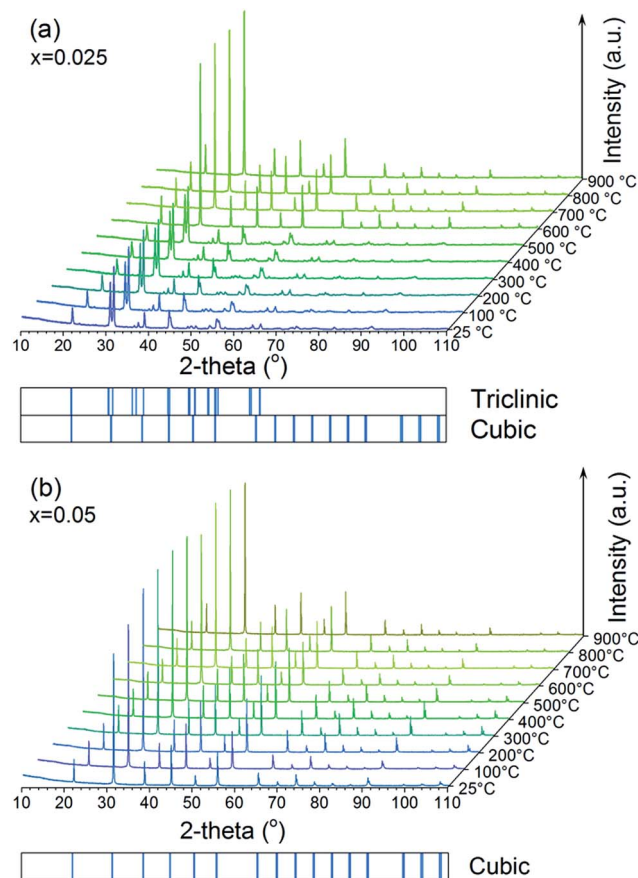 (a)
x=0.025
Intensity (a.u.)
900 °C
800 °C
700 °C
600 °C
500 °C
400 °C
300 °C
200 °C
100 °C
25 °C
10 20 30 40 50 60 70 80 90 100 110
2-theta (°)
Triclinic
Cubic
(b)
x=0.05
Intensity (a.u.)
900°C
800°C
700°C
600°C
500°C
400°C
300°C
200°C
100°C
25°C
10 20 30 40 50 60 70 80 90 100 110
2-theta (°)
Cubic